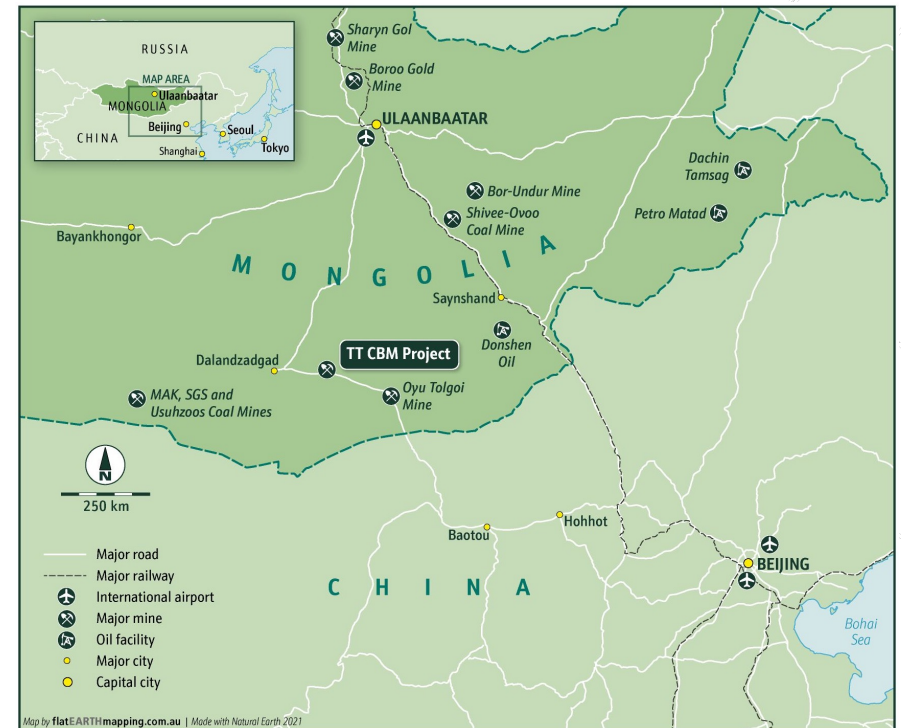 RUSSIA
MAP AREA
Ulaanbaatar
MONGOLIA
CHINA
Beijing
Seoul
Shanghai
Tokyo
Sharyn Gol
Mine
Boroo Gold
Mine
ULAANBAATAR
Dachin
Tamsag
Bor-Undur Mine
Petro Matad
Shivee-Ovoo
Coal Mine
Bayankhongor
MONGOLIA
Saynshand
Donshen
Oil
TT CBM Project
Dalandzadgad
MAK, SGS and
Usuhzoos Coal Mines
Oyu Tolgoi
Mine
N
250 km
Baotou
Hohhot
BEIJING
CHINA
Bohai
Sea
Major road
Major railway
International airport
Major mine
Oil facility
Major city
Capital city
Map by flatEARTHmapping.com.au | Made with Natural Earth 2021